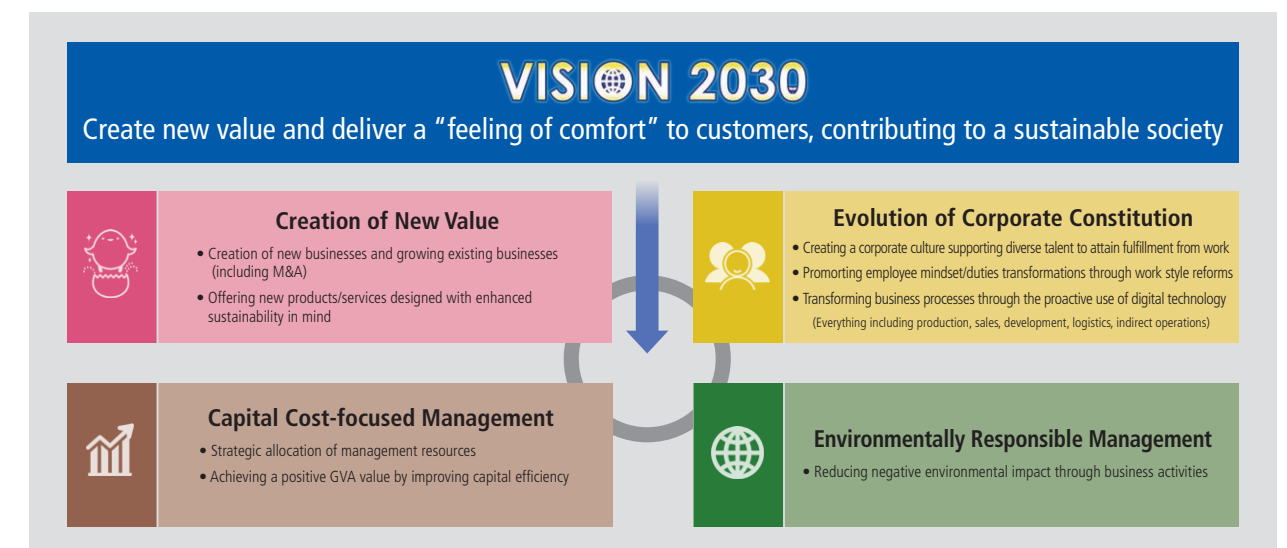 VISION 2030
Create new value and deliver a “feeling of comfort” to customers, contributing to a sustainable society
Creation of New Value
• Creation of new businesses and growing existing businesses
(including M&A)
• Offering new products/services designed with enhanced
sustainability in mind
Evolution of Corporate Constitution
• Creating a corporate culture supporting diverse talent to attain fulfillment from work
• Promoting employee mindset/duties transformations through work style reforms
• Transforming business processes through the proactive use of digital technology
(Everything including production, sales, development, logistics, indirect operations)
Capital Cost-focused Management
• Strategic allocation of management resources
• Achieving a positive GVA value by improving capital efficiency
Environmentally Responsible Management
• Reducing negative environmental impact through business activities